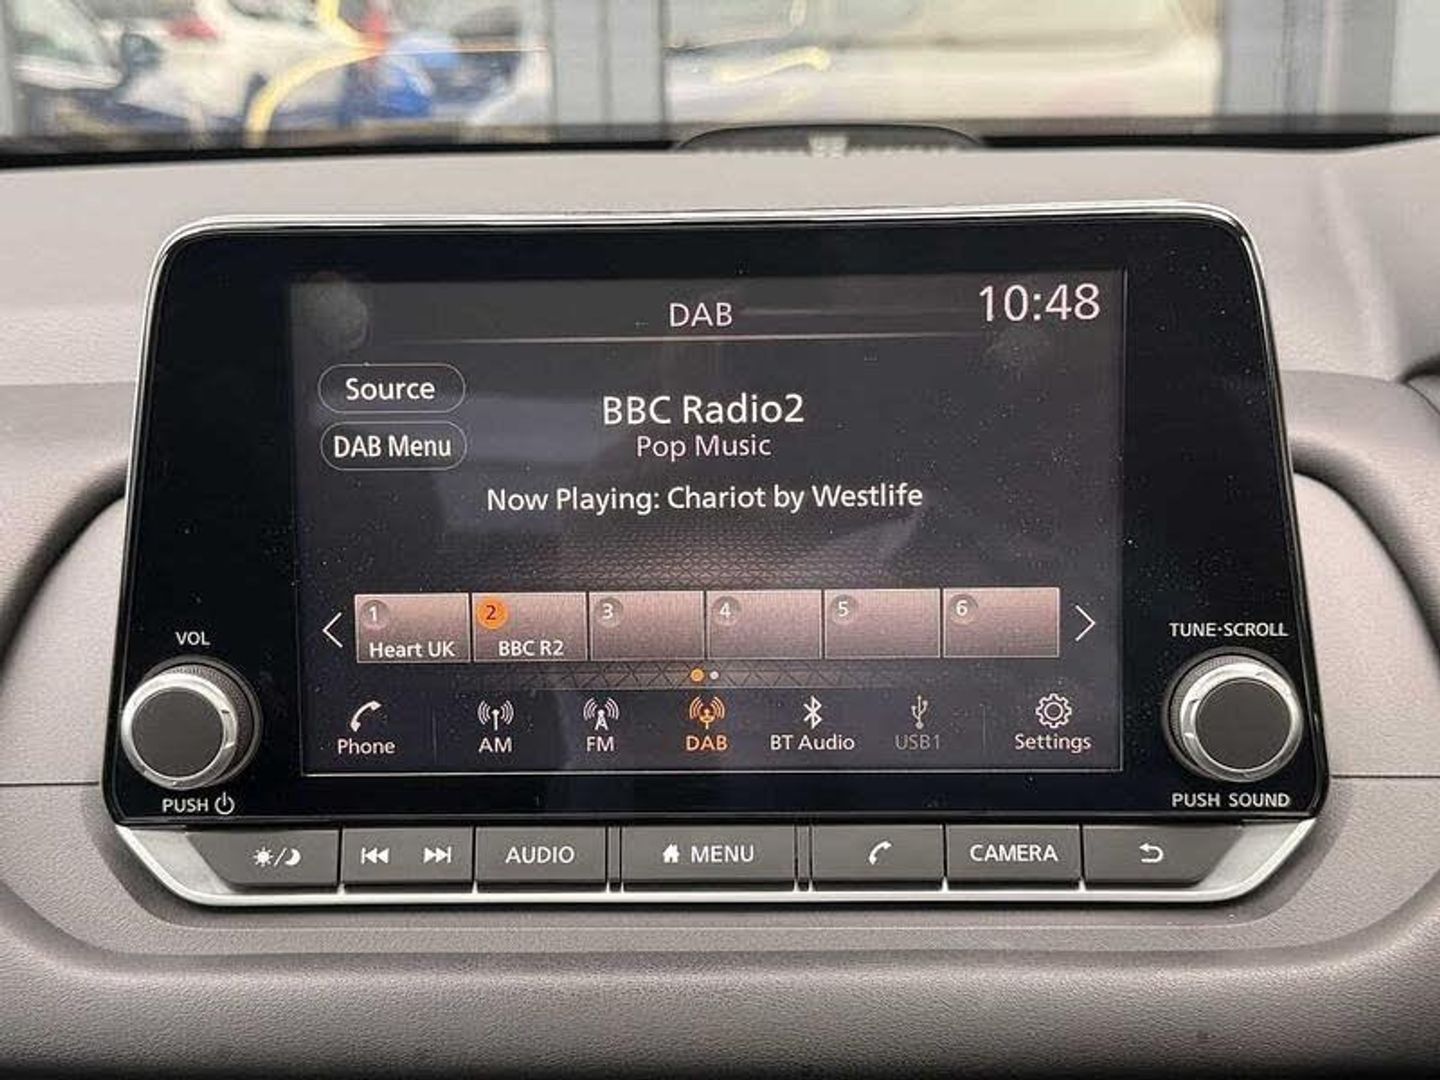 DAB
10:48
Source
DAB Menu
BBC Radio2
Pop Music
Now Playing: Chariot by Westlife
1
Heart UK
2
BBC R2
3
4
5
6
Phone
AM
FM
DAB
BT Audio
USB1
Settings
VOL
PUSH
TUNE·SCROLL
PUSH SOUND
AUDIO
MENU
CAMERA